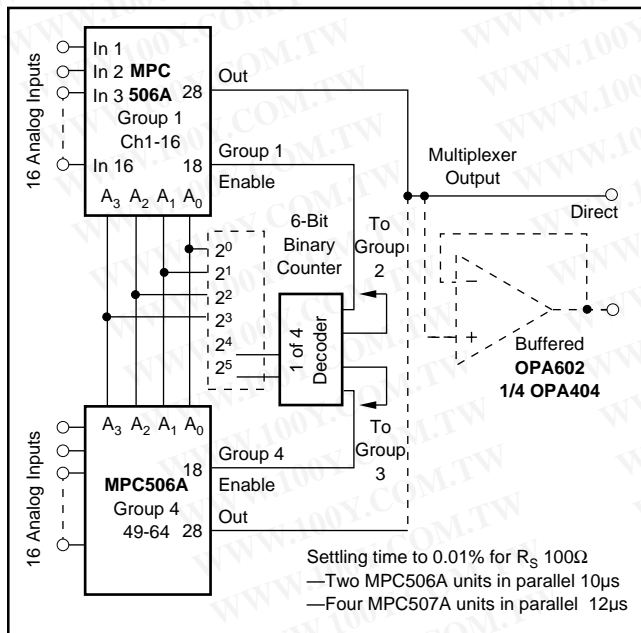 In 1
In 2 MPC
In 3 506A 28
Group 1
Ch1-16
In 16 18
A3 A2 A1 A0
16 Analog Inputs
Out
Group 1
Enable
Multiplexer
Output
Direct
6-Bit
Binary
Counter
To
Group
2
2⁰
2¹
2²
2³
2⁴
2⁵
1 of 4
Decoder
−
+
Buffered
OPA602
1/4 OPA404
To
Group
3
A3 A2 A1 A0
18
MPC506A
Group 4
49-64
28
16 Analog Inputs
Group 4
Enable
Out
Settling time to 0.01% for RS 100Ω
—Two MPC506A units in parallel 10µs
—Four MPC507A units in parallel 12µs
WWW.100Y.COM.TW